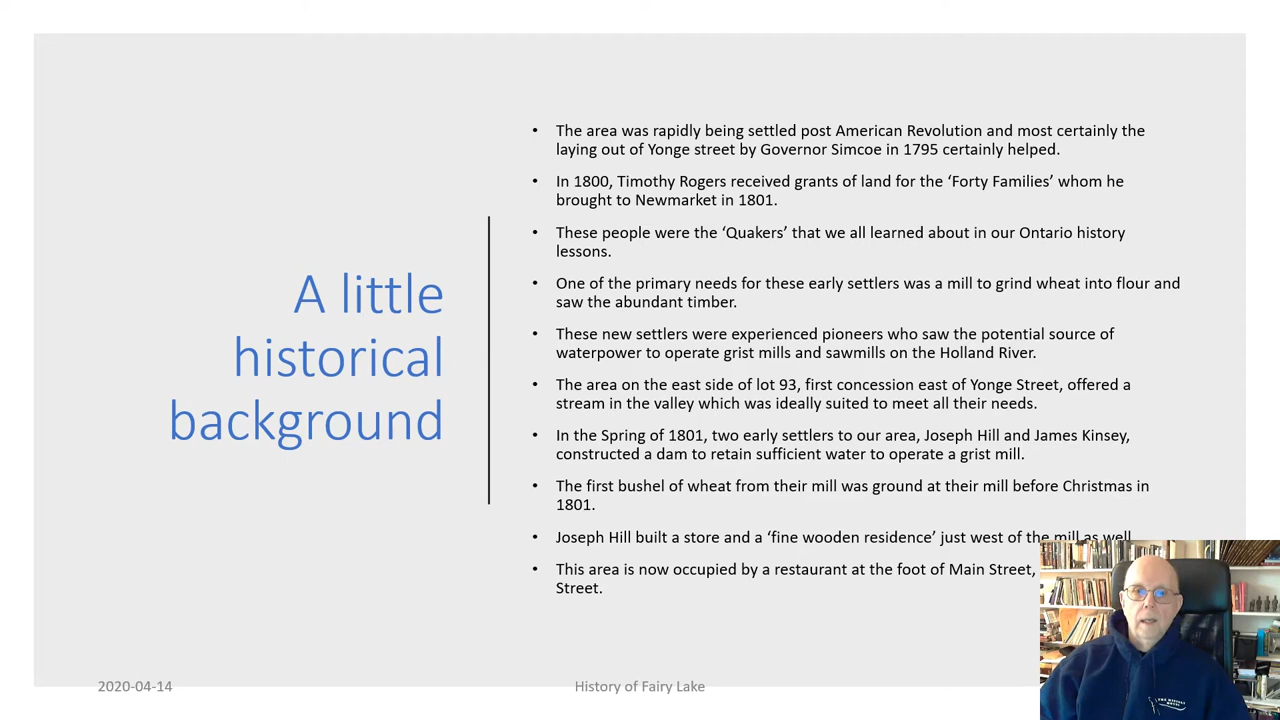 A little
historical
background
The area was rapidly being settled post American Revolution and most certainly the
laying out of Yonge street by Governor Simcoe in 1795 certainly helped.
In 1800, Timothy Rogers received grants of land for the ‘Forty Families’ whom he
brought to Newmarket in 1801.
These people were the ‘Quakers’ that we all learned about in our Ontario history
lessons.
One of the primary needs for these early settlers was a mill to grind wheat into flour and
saw the abundant timber.
These new settlers were experienced pioneers who saw the potential source of
waterpower to operate grist mills and sawmills on the Holland River.
The area on the east side of lot 93, first concession east of Yonge Street, offered a
stream in the valley which was ideally suited to meet all their needs.
In the Spring of 1801, two early settlers to our area, Joseph Hill and James Kinsey,
constructed a dam to retain sufficient water to operate a grist mill.
The first bushel of wheat from their mill was ground at their mill before Christmas in
1801.
Joseph Hill built a store and a ‘fine wooden residence’ just west of the mill as well
This area is now occupied by a restaurant at the foot of Main Street,
Street.
2020-04-14
History of Fairy Lake